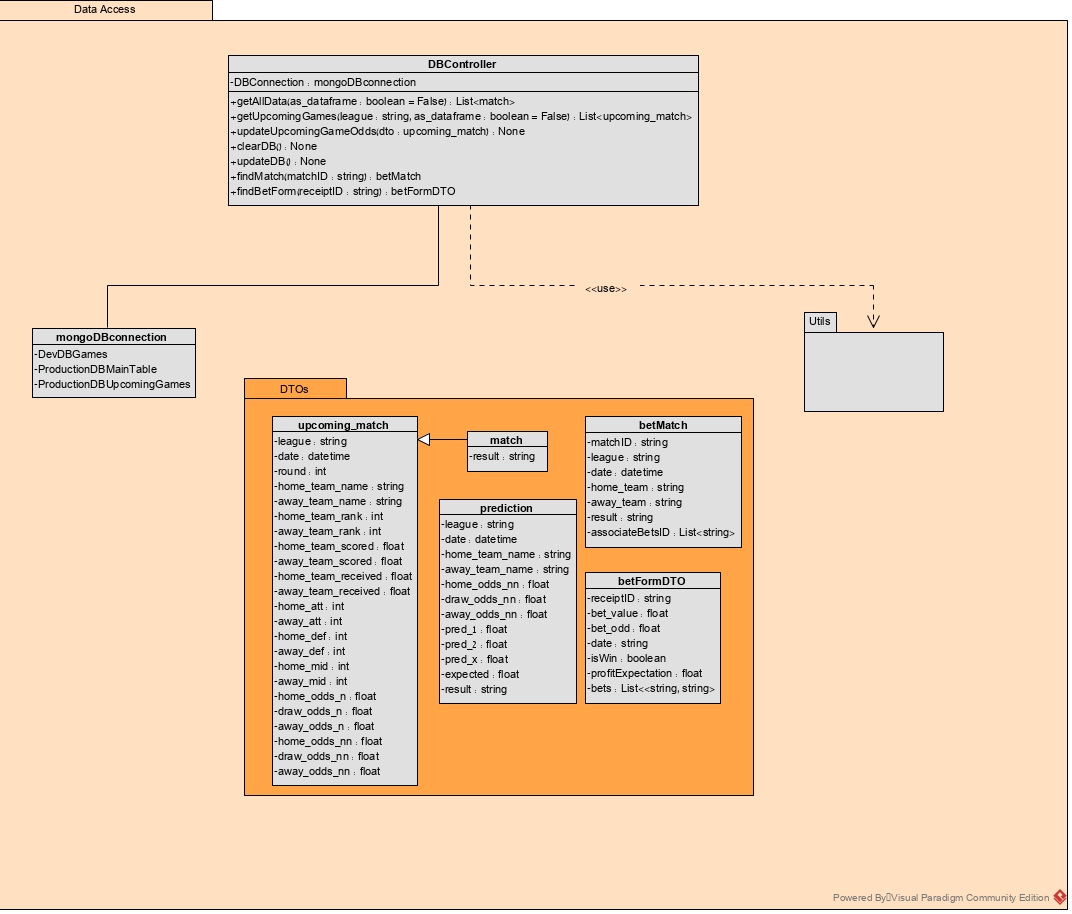 Data Access
DBController
-DBConnection : mongoDBconnection
+getAllData(as_dataframe : boolean = False) : List<match>
+getUpcomingGames(league : string, as_dataframe : boolean = False) : List<upcoming_match>
+updateUpcomingGameOdds(dto : upcoming_match) : None
+clearDB() : None
+updateDB() : None
+findMatch(matchID : string) : betMatch
+findBetForm(receiptID : string) : betFormDTO
<<use>>
mongoDBconnection
-DevDBGames
-ProductionDBMainTable
-ProductionDBUpcomingGames
Utils
DTOs
upcoming_match
-league : string
-date : datetime
-round : int
-home_team_name : string
-away_team_name : string
-home_team_rank : int
-away_team_rank : int
-home_team_scored : float
-away_team_scored : float
-home_team_received : float
-away_team_received : float
-home_att : int
-away_att : int
-home_def : int
-away_def : int
-home_mid : int
-away_mid : int
-home_odds_n : float
-draw_odds_n : float
-away_odds_n : float
-home_odds_nn : float
-draw_odds_nn : float
-away_odds_nn : float
match
-result : string
prediction
-league : string
-date : datetime
-home_team_name : string
-away_team_name : string
-home_odds_nn : float
-draw_odds_nn : float
-away_odds_nn : float
-pred_1 : float
-pred_2 : float
-pred_x : float
-expected : float
-result : string
betMatch
-matchID : string
-league : string
-date : datetime
-home_team : string
-away_team : string
-result : string
-associateBetsID : List<string>
betFormDTO
-receiptID : string
-bet_value : float
-bet_odd : float
-date : string
-isWin : boolean
-profitExpectation : float
-bets : List<<string, string>
Powered By Visual Paradigm Community Edition